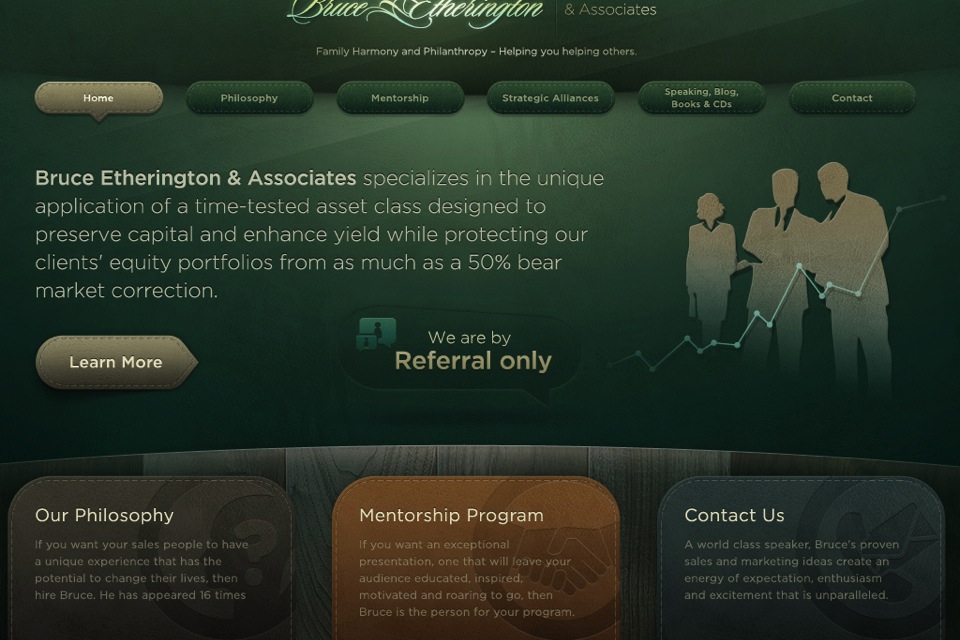 Bruce Etherington & Associates
Family Harmony and Philanthropy – Helping you helping others.
Home
Philosophy
Mentorship
Strategic Alliances
Speaking, Blog,
Books & CDs
Contact
Bruce Etherington & Associates specializes in the unique
application of a time-tested asset class designed to
preserve capital and enhance yield while protecting our
clients' equity portfolios from as much as a 50% bear
market correction.
Learn More
We are by
Referral only
Our Philosophy
If you want your sales people to have
a unique experience that has the
potential to change their lives, then
hire Bruce. He has appeared 16 times
Mentorship Program
If you want an exceptional
presentation, one that will leave your
audience educated, inspired,
motivated and roaring to go, then
Bruce is the person for your program.
Contact Us
A world class speaker, Bruce's proven
sales and marketing ideas create an
energy of expectation, enthusiasm
and excitement that is unparalleled.